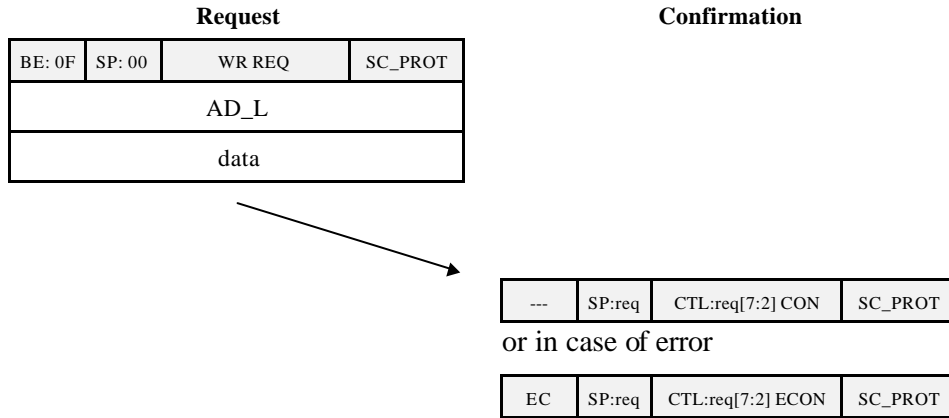 Request Confirmation
BE: 0F SP: 00 WR REQ SC_PROT
AD_L
data
--- SP:req CTL:req[7:2] CON SC_PROT
or in case of error
EC SP:req CTL:req[7:2] ECON SC_PROT